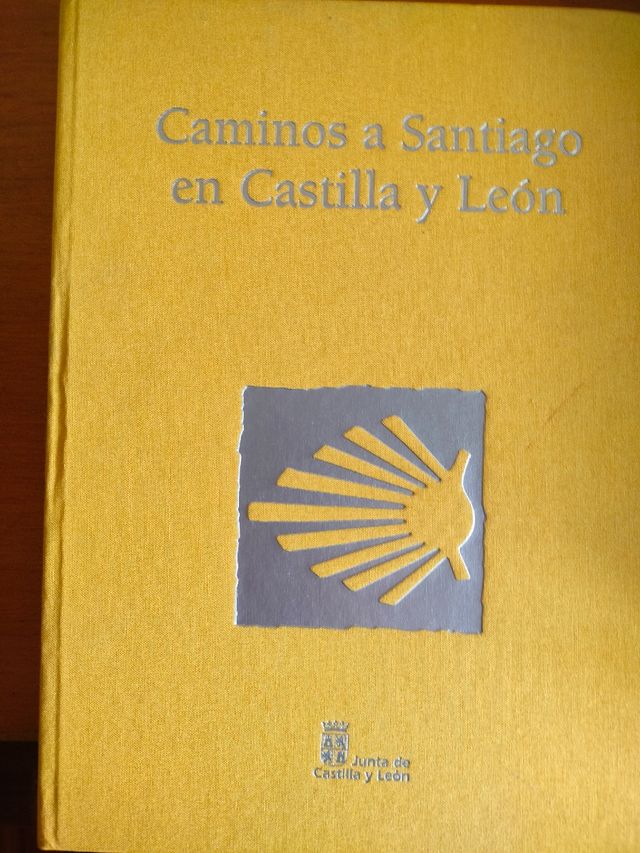 Caminos a Santiago
en Castilla y León
Junta de
Castilla y León